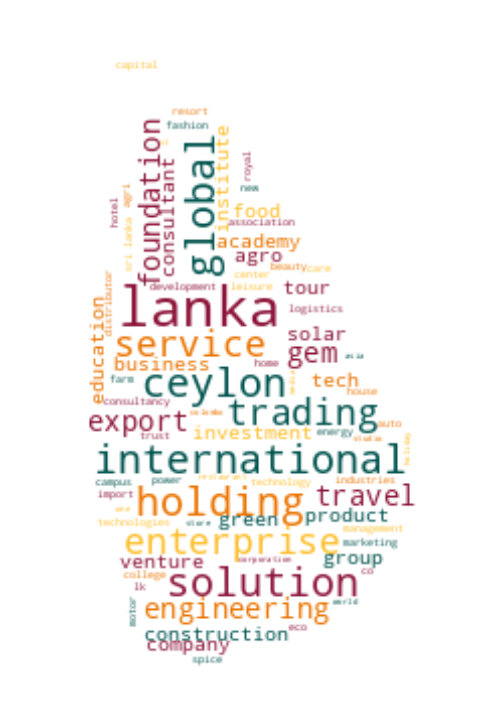 capital
resort
fashion
foundation
consultant
global
institute
royal
new
hotel
agri
sri lanka
food
association
academy
agro
center
beauty
care
development
leisure
tour
distributor
lanka
logistics
education
service
solar
gem
asia
business
home
farm
ceylon
tech
house
consultancy
trading
export
colombo
auto
trust
investment
energy
studio
holiday
international
campus
power
restaurant
technology
industries
import
holding
travel
technologies
store
green
product
management
enterprise
marketing
venture
corporation
group
college
co
lk
solution
motor
engineering
world
construction
eco
company
spice